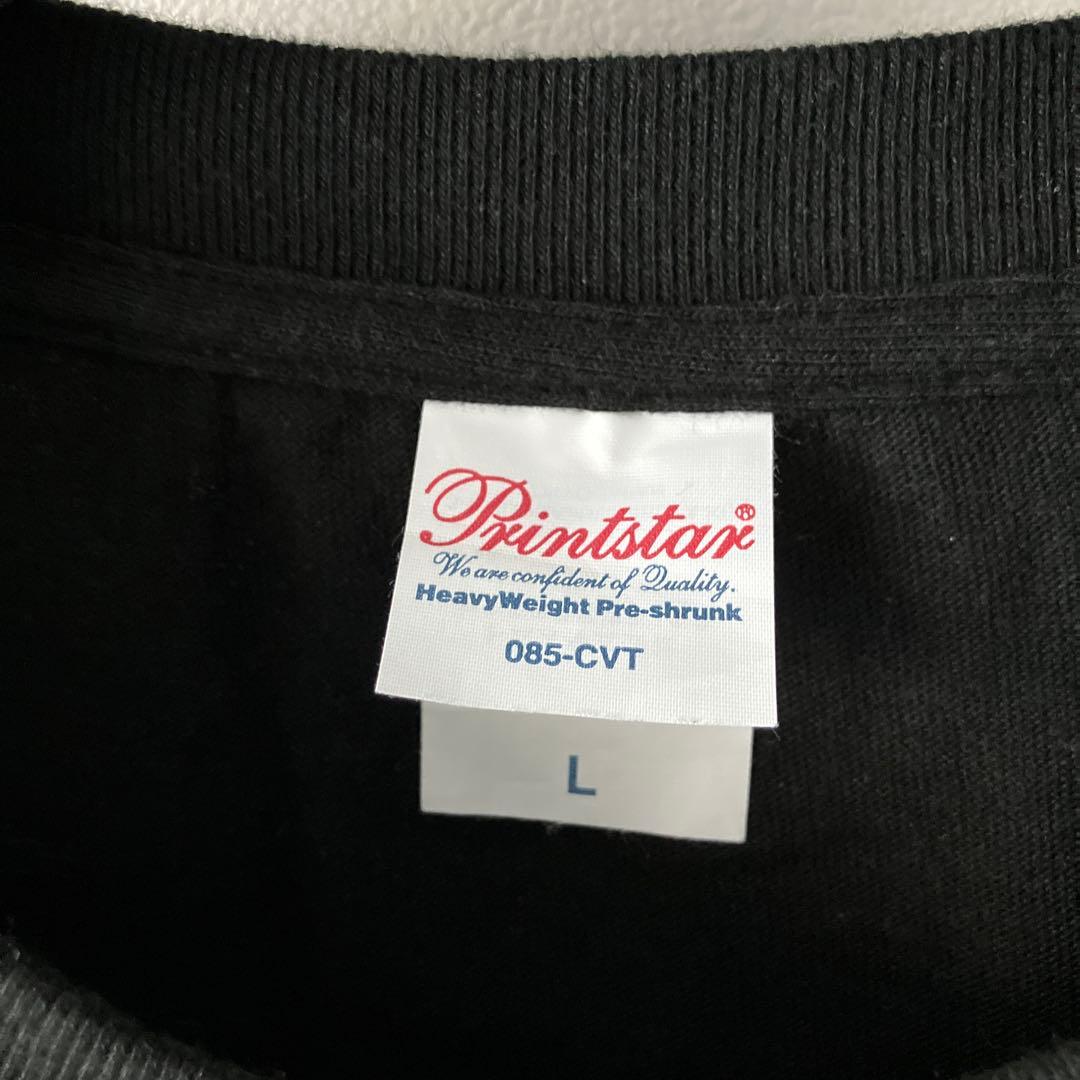 Printstar®
We are confident of Quality.
HeavyWeight Pre-shrunk
085-CVT
L